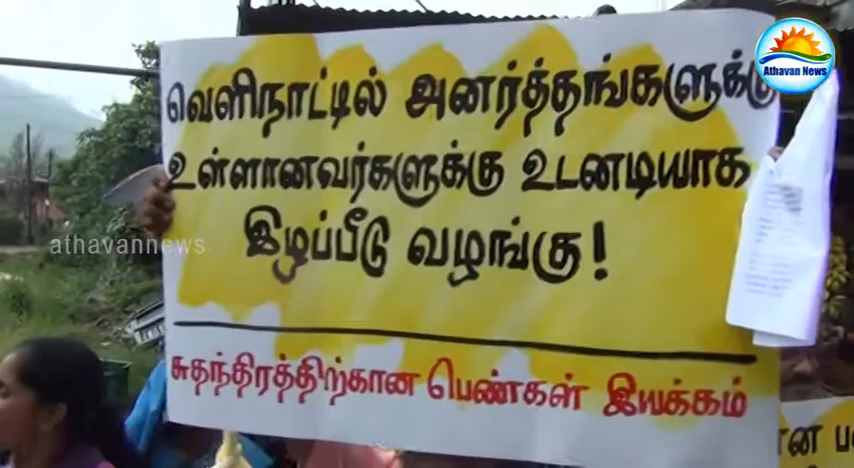 Athavan News
வெளிநாட்டில் அனர்த்தங்களுக்கு
உள்ளானவர்களுக்கு உடனடியாக
இழப்பீடு வழங்கு!
athavannews
சுதந்திரத்திற்கான பெண்கள் இயக்கம்